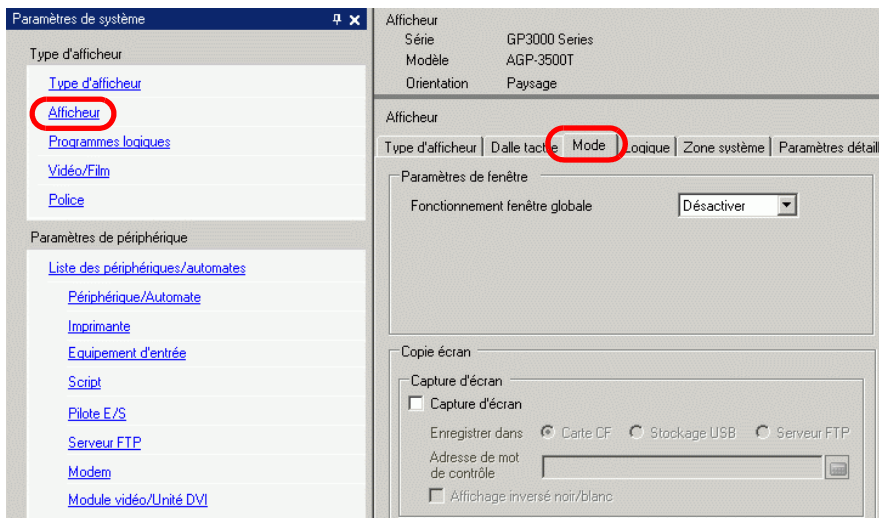 Paramètres de système
Type d'afficheur
Type d'afficheur
Afficheur
Programmes logiques
Vidéo/Film
Police
Paramètres de périphérique
Liste des périphériques/automates
Périphérique/Automate
Imprimante
Equipement d'entrée
Script
Pilote E/S
Serveur FTP
Modem
Module vidéo/Unité DVI
Afficheur
Série GP3000 Series
Modèle AGP-3500T
Orientation Paysage
Afficheur
Type d'afficheur Dalle tactile Mode Logique Zone système Paramètres détail
Paramètres de fenêtre
Fonctionnement fenêtre globale Désactiver
Copie écran
Capture d'écran
Capture d'écran
Enregistrer dans Carte CF Stockage USB Serveur FTP
Adresse de mot
de contrôle
Affichage inversé noir/blanc